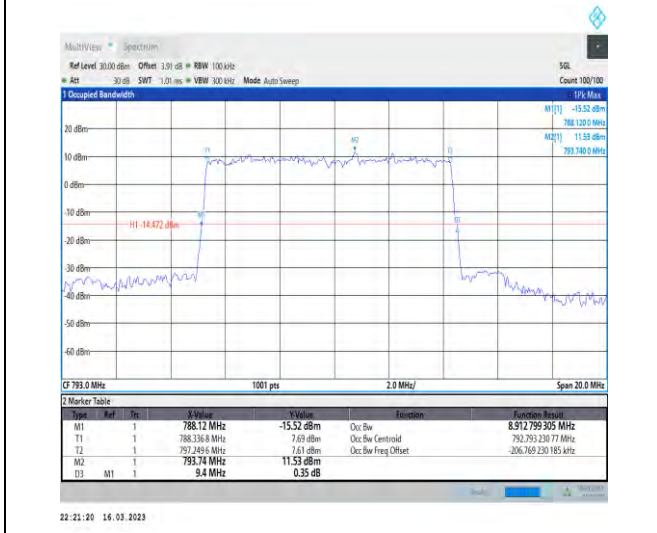 MultiView Spectrum
Ref Level 30.00 dBm Offset 3.91 dB RBW 100 kHz SGL
Att 30 dB SWT 1.01 ms VBW 300 kHz Mode Auto Sweep Count 100/100
1 Occupied Bandwidth 1Pk Max
M1[1] -15.52 dBm
788.120 0 MHz
M2[1] 11.53 dBm
793.740 0 MHz
20 dBm
M2
T1
10 dBm
0 dBm
-10 dBm
M1
D3
H1 -14.472 dBm
-20 dBm
-30 dBm
-40 dBm
-50 dBm
-60 dBm
CF 793.0 MHz 1001 pts 2.0 MHz/ Span 20.0 MHz
2 Marker Table
Type Ref Trc X-Value Y-Value Function Function Result
M1 1 788.12 MHz -15.52 dBm Occ Bw 8.912 799 305 MHz
T1 1 788.336 8 MHz 7.69 dBm Occ Bw Centroid 792.793 230 77 MHz
T2 1 797.249 6 MHz 7.61 dBm Occ Bw Freq Offset -206.769 230 185 kHz
M2 1 793.74 MHz 11.53 dBm
D3 M1 1 9.4 MHz 0.35 dB
22:21:20 16.03.2023